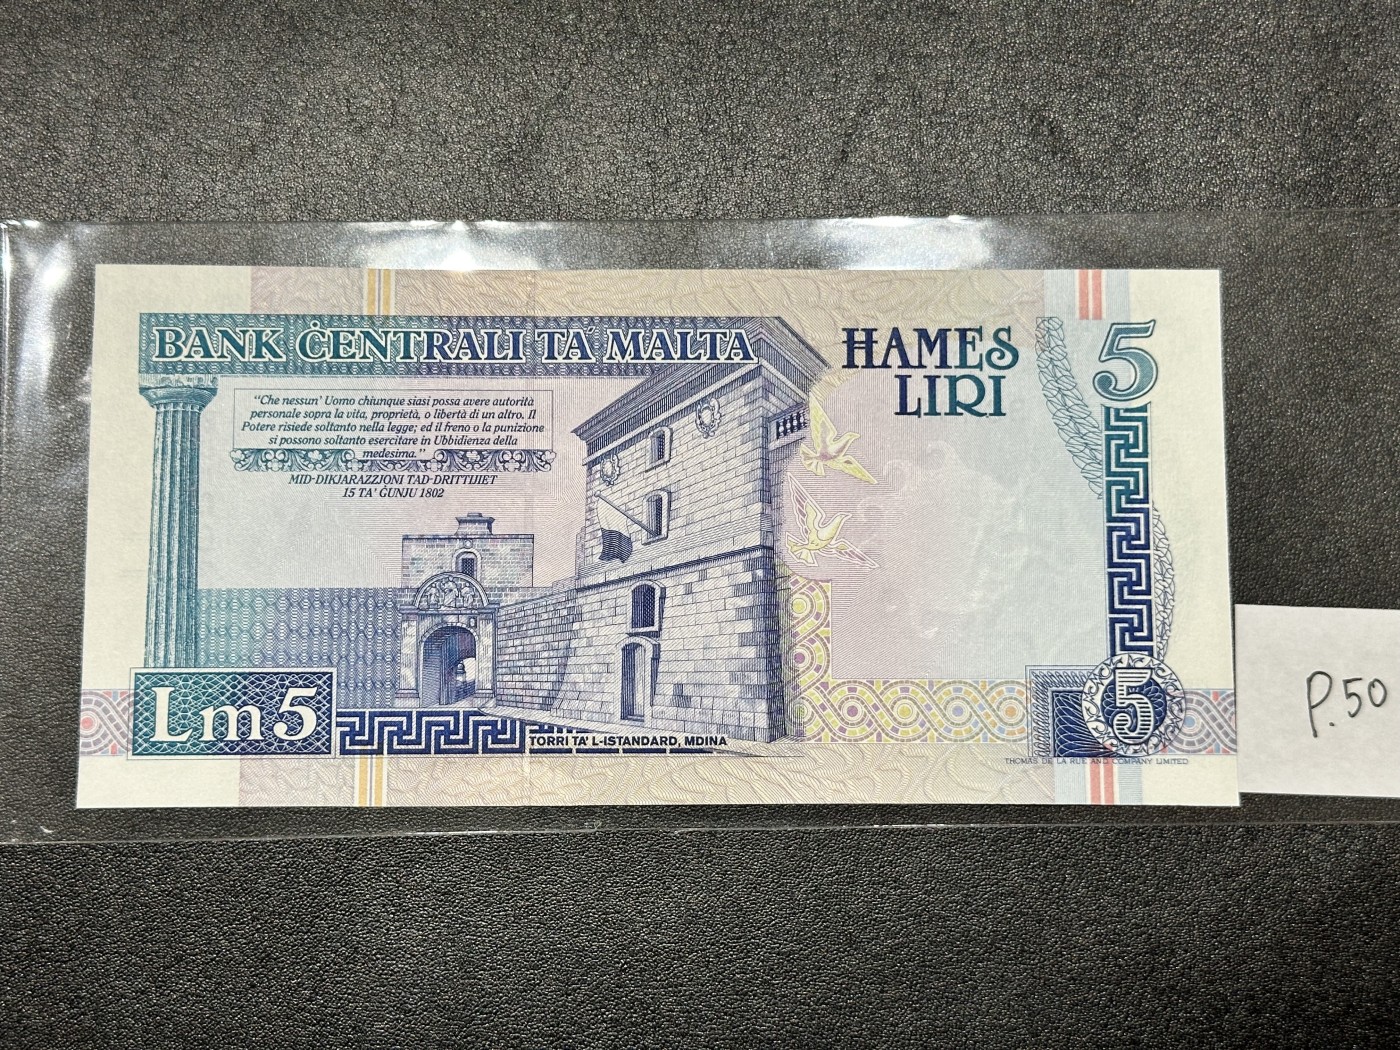 BANK ĊENTRALI TA' MALTA
ĦAMES
LIRI
5
"Che nessun' Uomo chiunque siasi possa avere autorità
personale sopra la vita, proprietà, o libertà di un altro. Il
Potere risiede soltanto nella legge; ed il freno o la punizione
si possono soltanto esercitare in Ubbidienza della
medesima."
MID-DIKJARAZZJONI TAD-DRITTIJIET
15 TA' ĠUNJU 1802
Lm5
TORRI TA' L-ISTANDARD, MDINA
5
THOMAS DE LA RUE AND COMPANY LIMITED
P.50